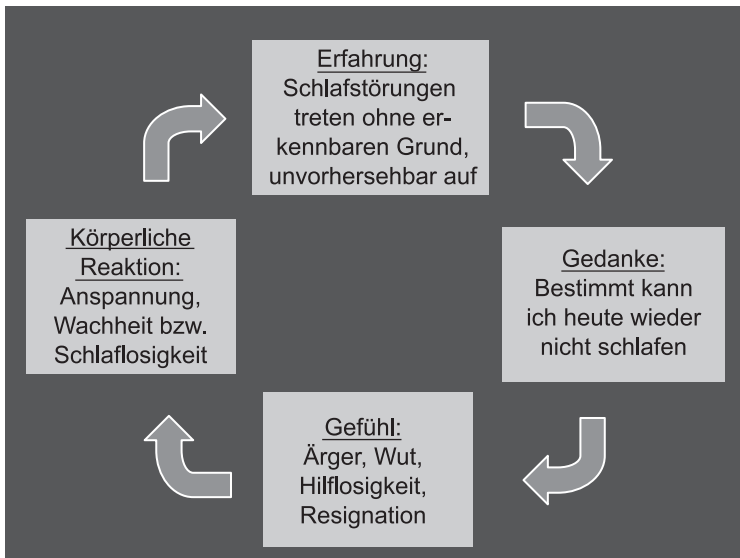 Erfahrung:
Schlafstörungen
treten ohne er-
kennbaren Grund,
unvorhersehbar auf
Gedanke:
Bestimmt kann
ich heute wieder
nicht schlafen
Gefühl:
Ärger, Wut,
Hilflosigkeit,
Resignation
Körperliche
Reaktion:
Anspannung,
Wachheit bzw.
Schlaflosigkeit